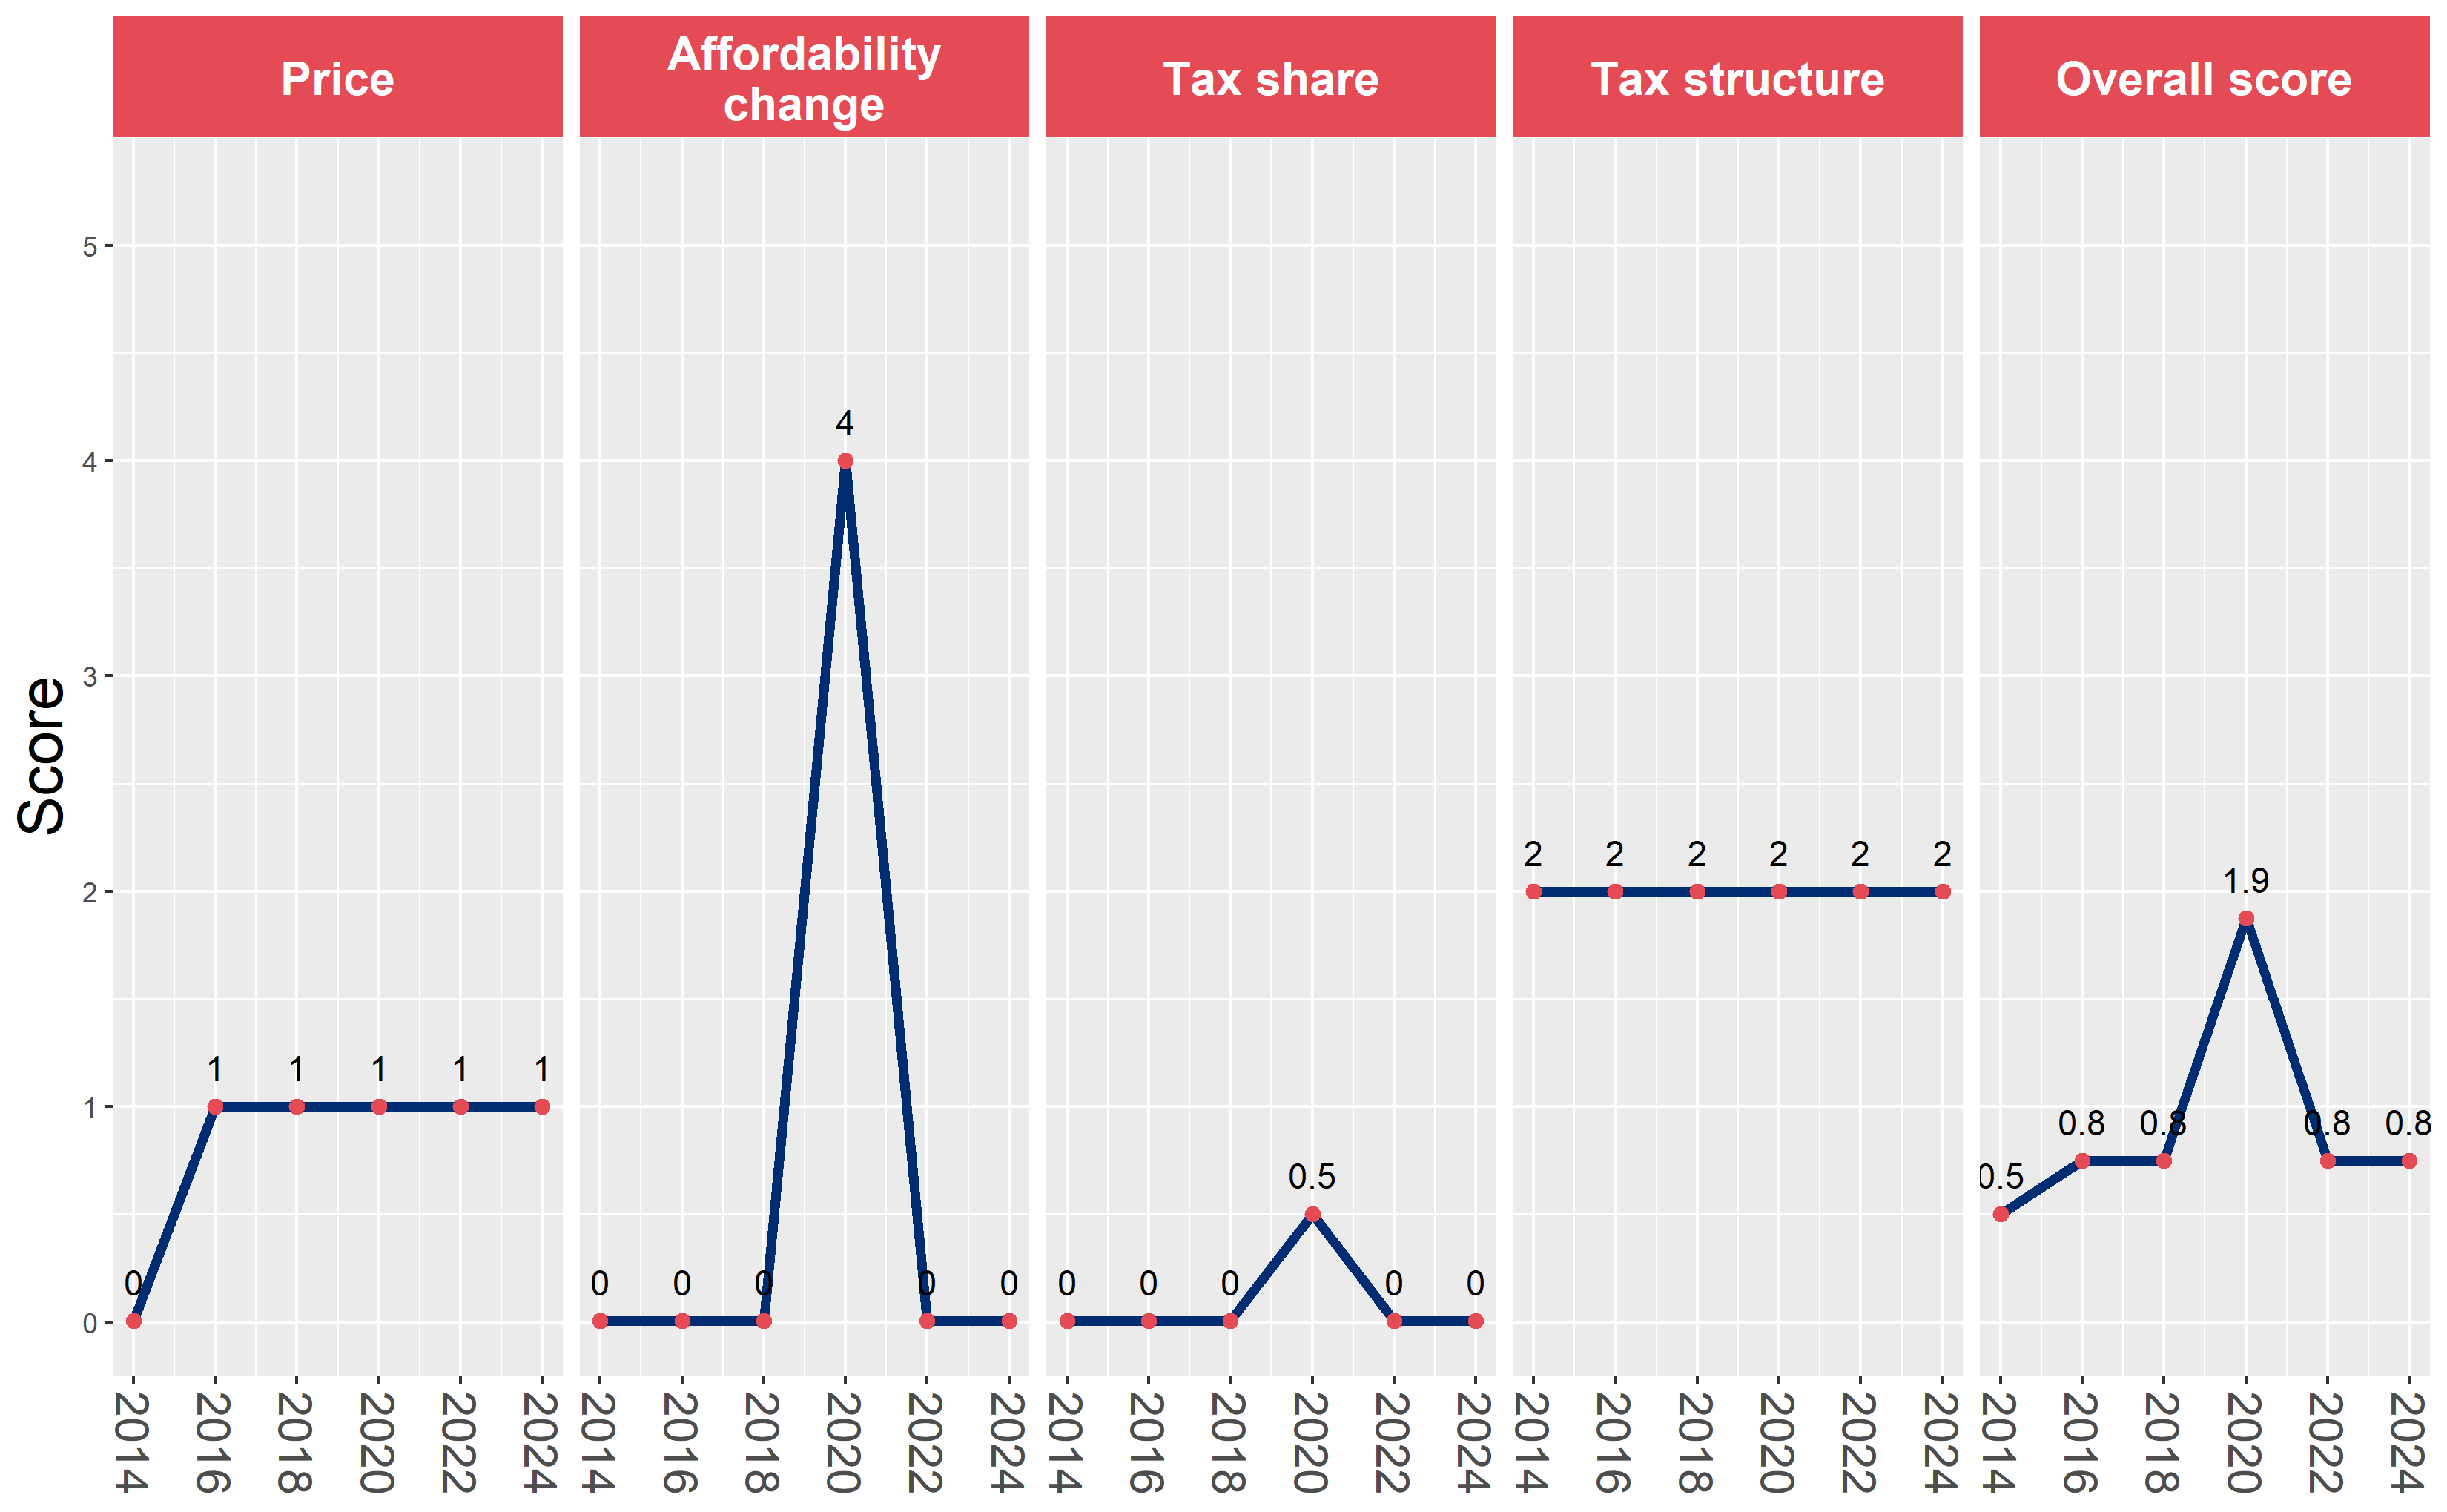 Price
Affordability
change
Tax share
Tax structure
Overall score
Score
5
4
3
2
1
0
0 1 1 1 1 1
0 0 0 4 0 0
0 0 0 0.5 0 0
2 2 2 2 2 2
0.5 0.8 0.8 1.9 0.8 0.8
2014 2016 2018 2020 2022 2024
2014 2016 2018 2020 2022 2024
2014 2016 2018 2020 2022 2024
2014 2016 2018 2020 2022 2024
2014 2016 2018 2020 2022 2024